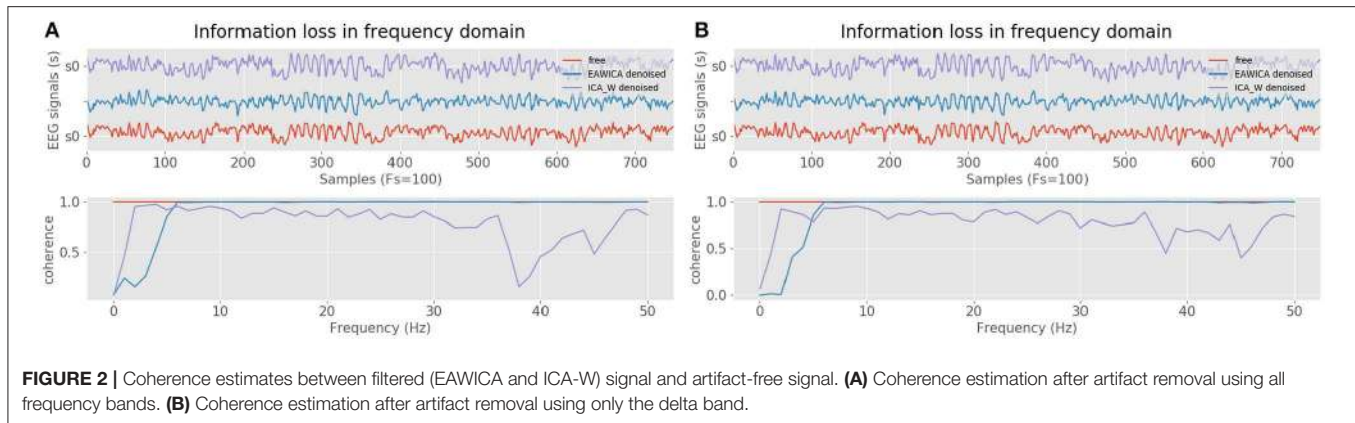 A
Information loss in frequency domain
EEG signals (s)
s0
s0
free
EAWICA denoised
ICA_W denoised
0 100 200 300 400 500 600 700
Samples (Fs=100)
coherence
1.0
0.5
0 10 20 30 40 50
Frequency (Hz)
B
Information loss in frequency domain
EEG signals (s)
s0
s0
free
EAWICA denoised
ICA_W denoised
0 100 200 300 400 500 600 700
Samples (Fs=100)
coherence
1.0
0.5
0.0
0 10 20 30 40 50
Frequency (Hz)
FIGURE 2 | Coherence estimates between filtered (EAWICA and ICA-W) signal and artifact-free signal. (A) Coherence estimation after artifact removal using all
frequency bands. (B) Coherence estimation after artifact removal using only the delta band.